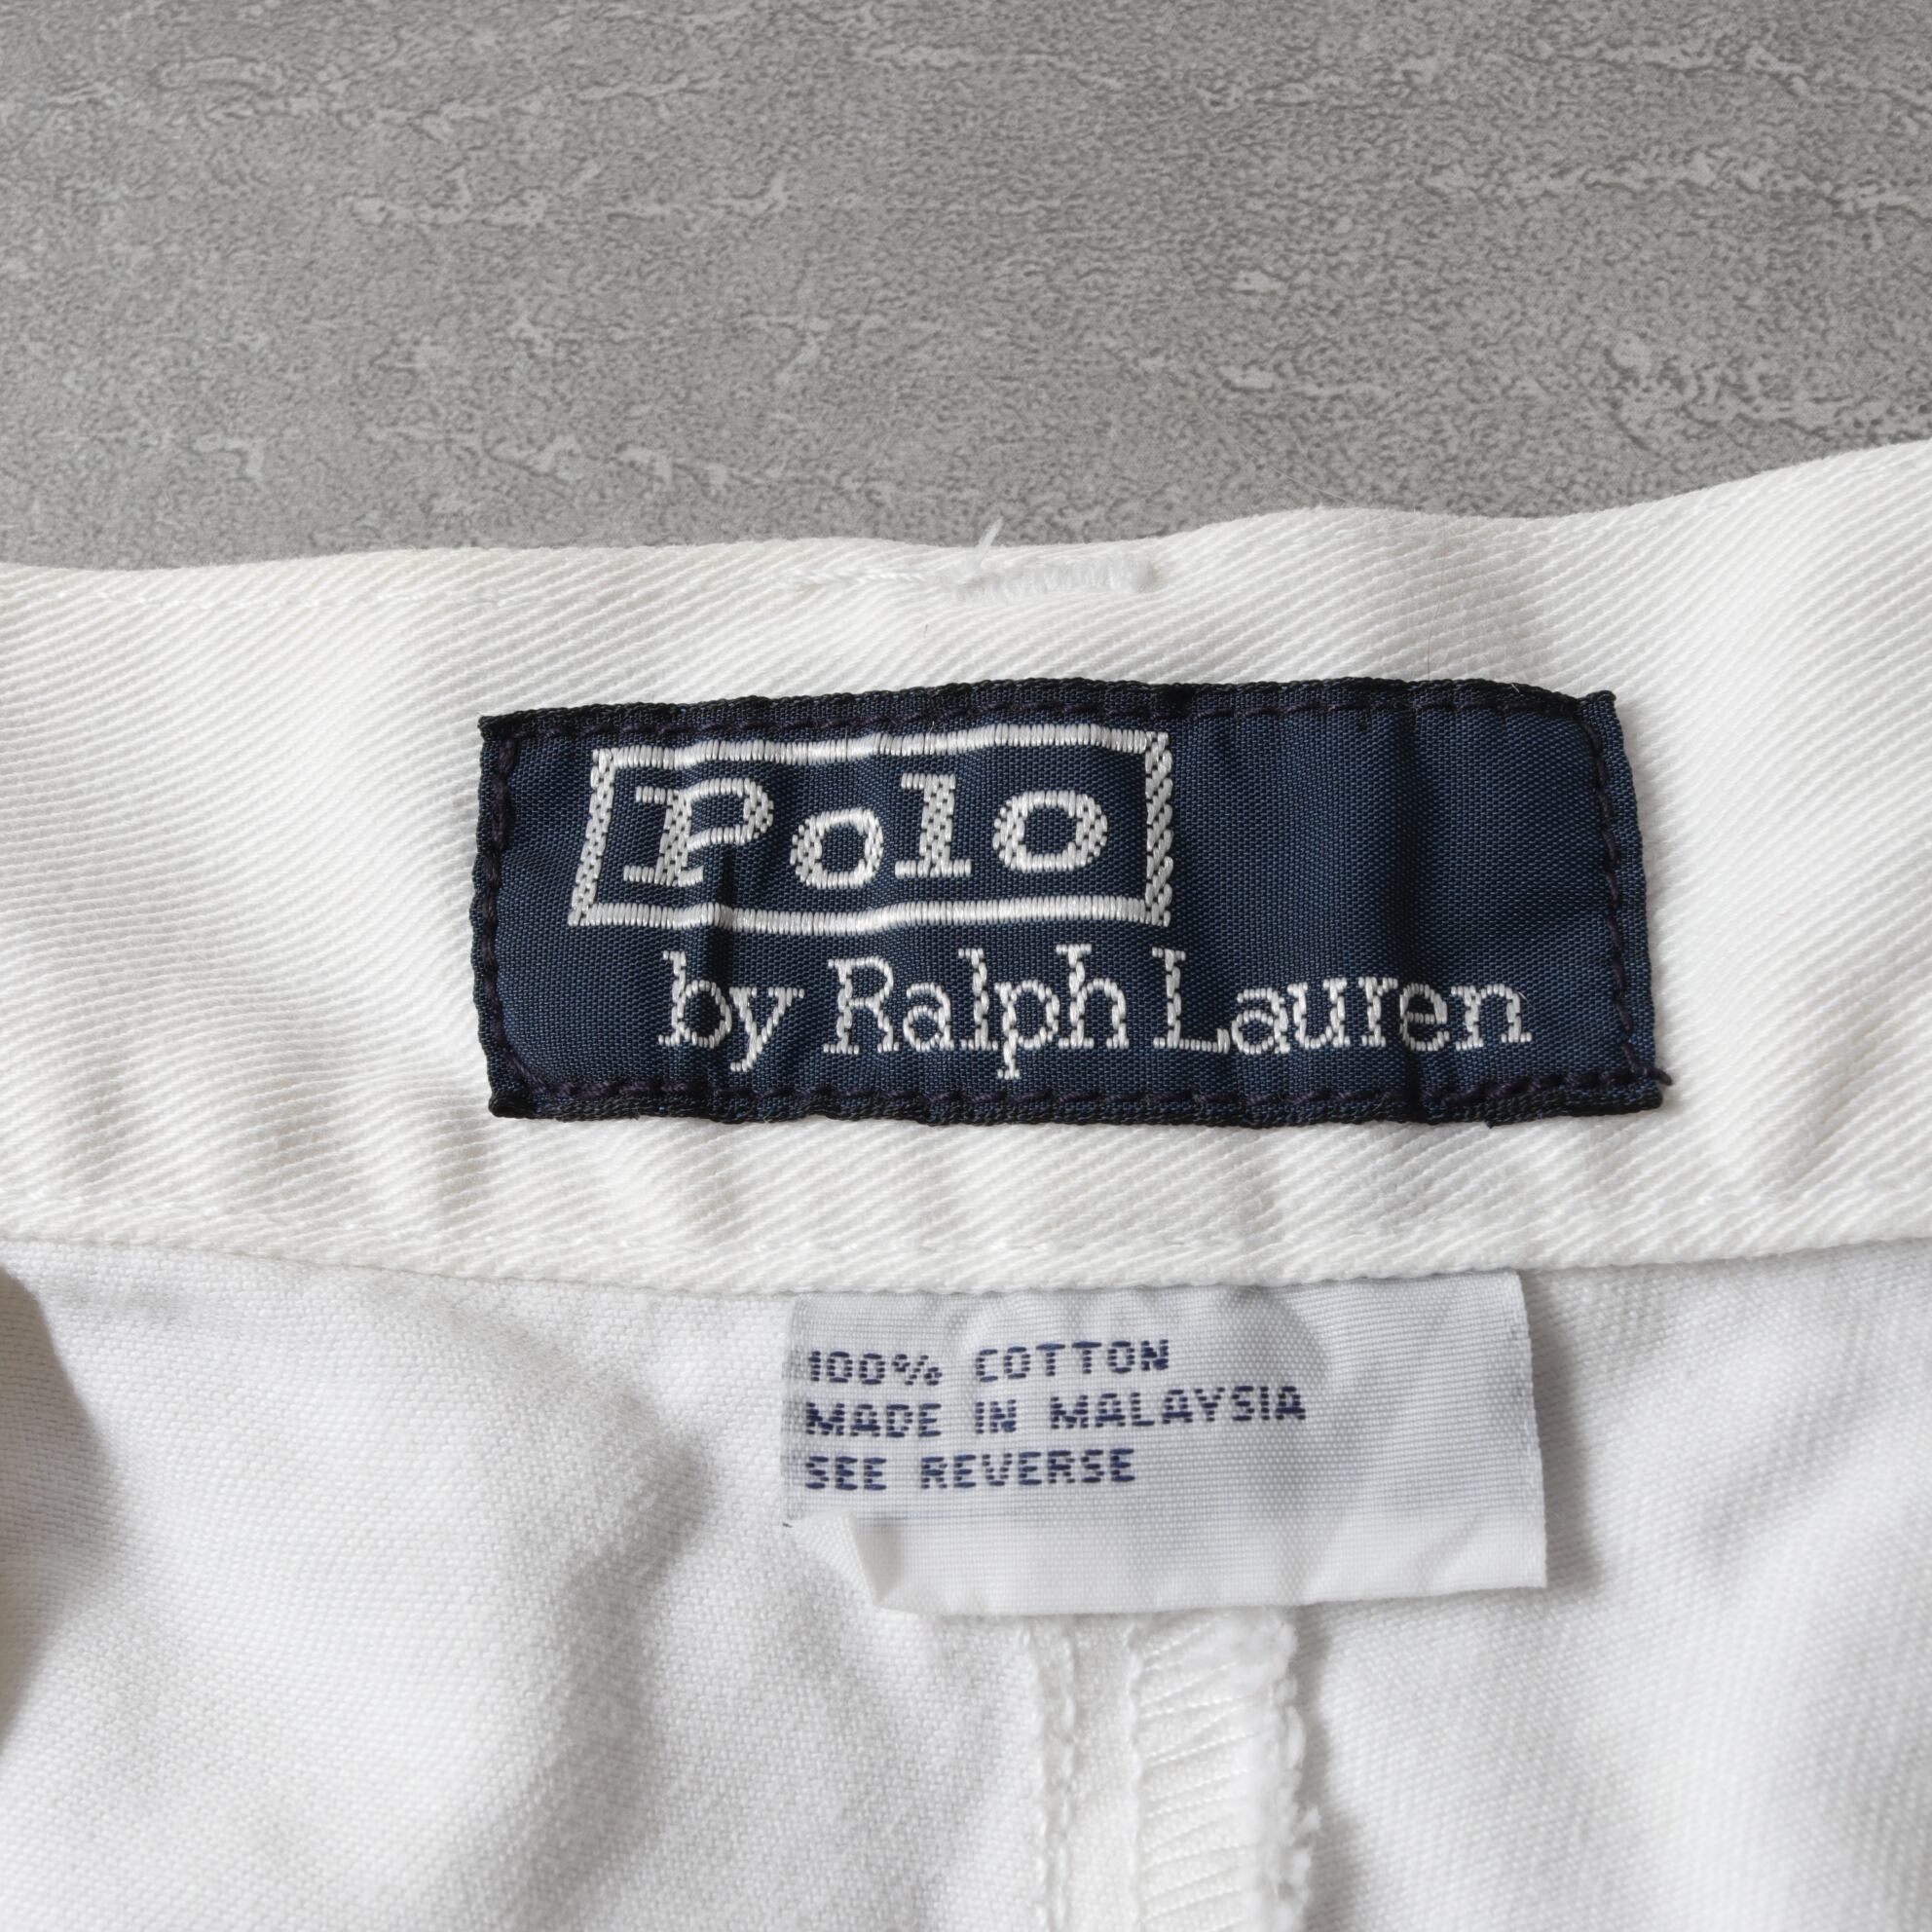 Polo
by Ralph Lauren
100% COTTON
MADE IN MALAYSIA
SEE REVERSE